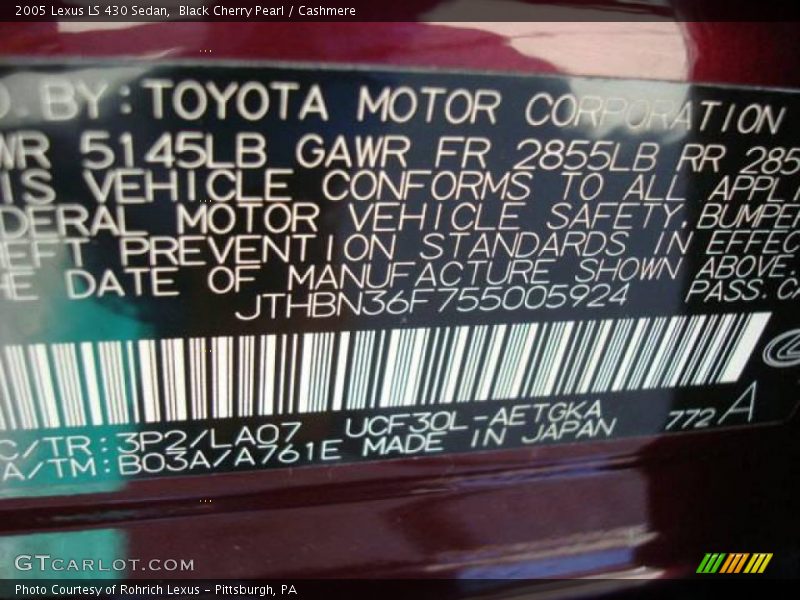 2005 Lexus LS 430 Sedan,  Black Cherry Pearl / Cashmere
D. BY: TOYOTA MOTOR CORPORATION
WR 5145LB GAWR FR 2855LB RR 285
IS VEHICLE CONFORMS TO ALL APPLI
DERAL MOTOR VEHICLE SAFETY, BUMPER
HEFT PREVENTION STANDARDS IN EFFEC
HE DATE OF MANUFACTURE SHOWN ABOVE.
JTHBN36F755005924 PASS.CA
C/TR: 3P2/LA07 UCF30L-AETGKA 772 A
A/TM: B03A/A761E MADE IN JAPAN
GTCARLOT.COM
Photo Courtesy of Rohrich Lexus - Pittsburgh, PA